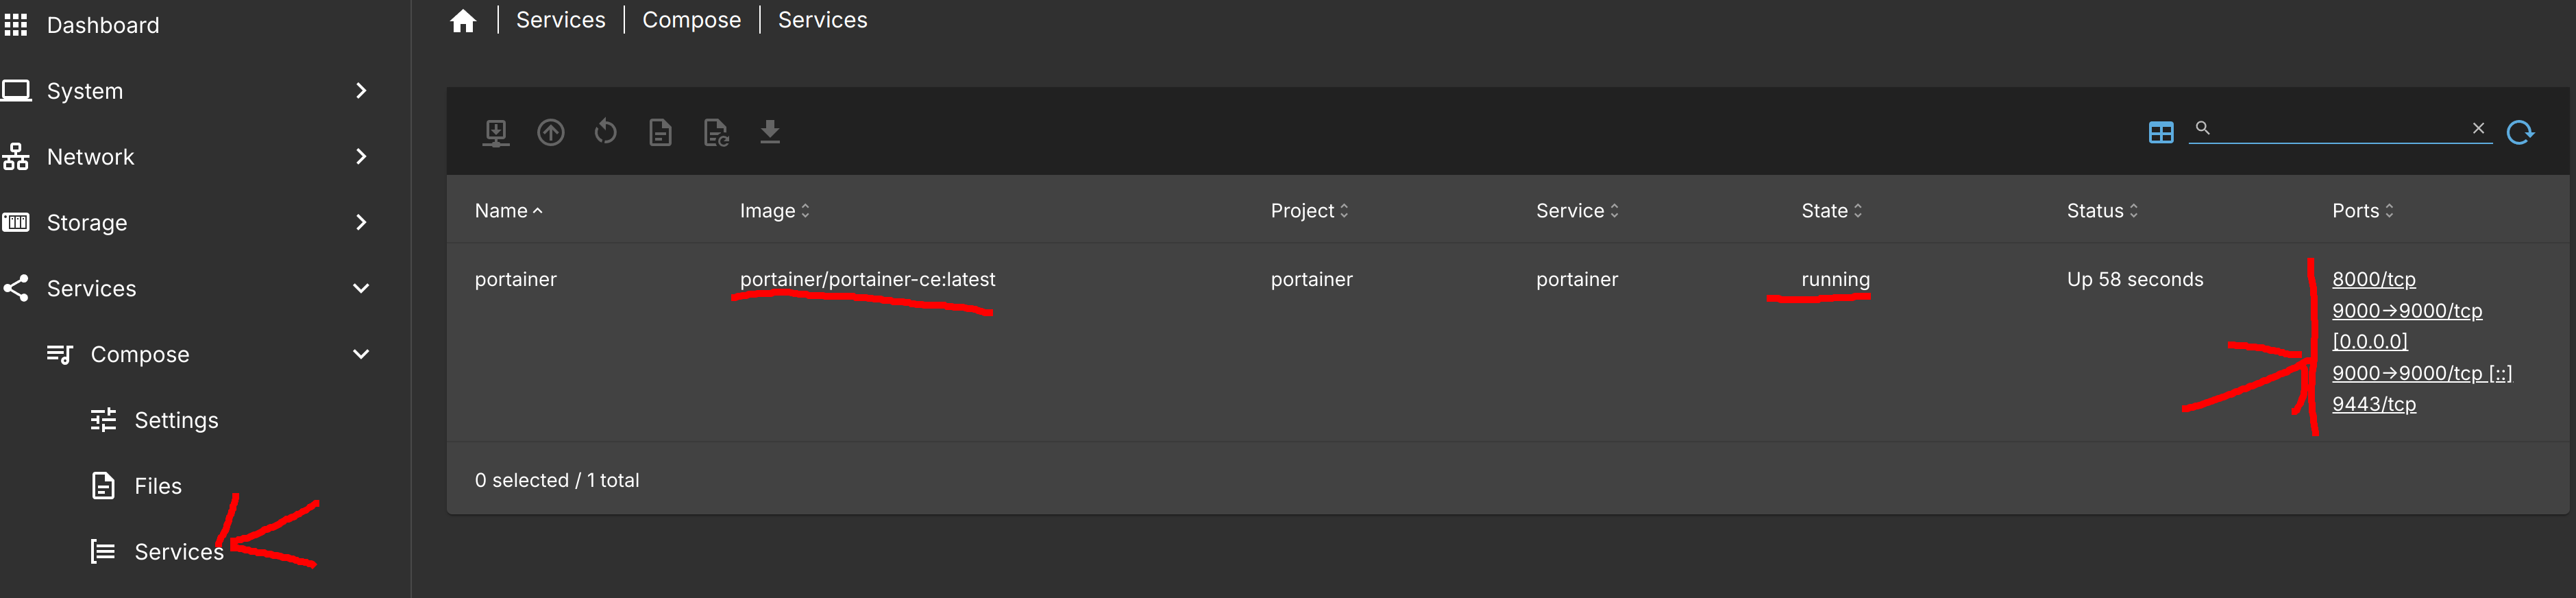 Dashboard
System
Network
Storage
Services
Compose
Settings
Files
Services
Services | Compose | Services
Name Image Project Service State Status Ports
portainer portainer/portainer-ce:latest portainer portainer running Up 58 seconds 8000/tcp
9000→9000/tcp
[0.0.0.0]
9000→9000/tcp [::]
9443/tcp
0 selected / 1 total